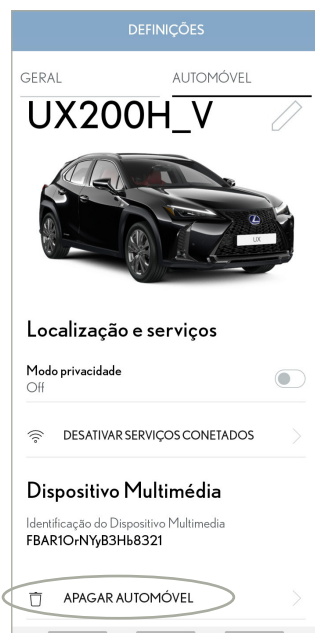 DEFINIÇÕES
GERAL AUTOMÓVEL
UX200H_V
UX
Localização e serviços
Modo privacidade
Off
DESATIVAR SERVIÇOS CONETADOS
Dispositivo Multimédia
Identificação do Dispositivo Multimedia
FBAR1OrNYyB3Hb8321
APAGAR AUTOMÓVEL